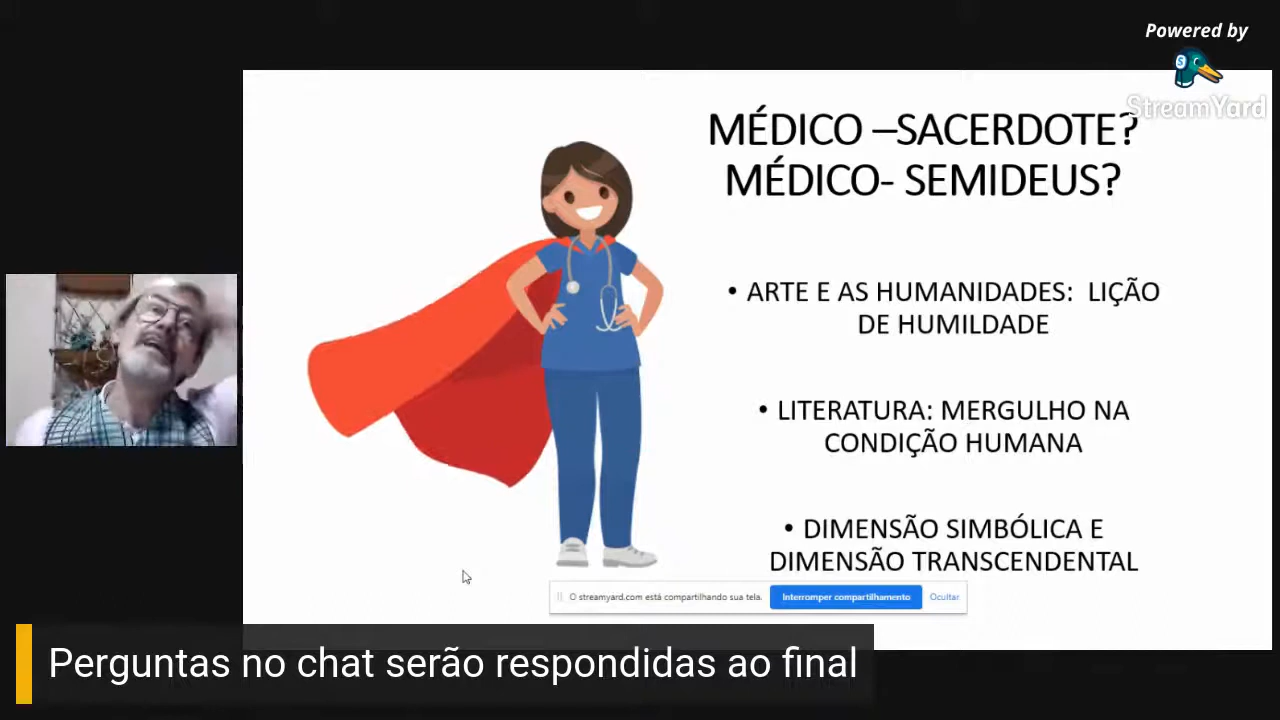 Powered by
StreamYard
MÉDICO –SACERDOTE?
MÉDICO- SEMIDEUS?
• ARTE E AS HUMANIDADES: LIÇÃO
DE HUMILDADE
• LITERATURA: MERGULHO NA
CONDIÇÃO HUMANA
• DIMENSÃO SIMBÓLICA E
DIMENSÃO TRANSCENDENTAL
O streamyard.com está compartilhando sua tela. Interromper compartilhamento Ocultar
Perguntas no chat serão respondidas ao final